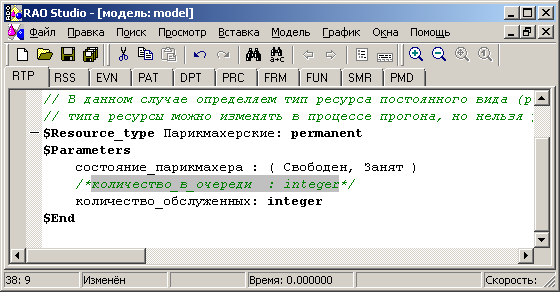 RAO Studio - [модель: model]
Файл Правка Поиск Просмотр Вставка Модель График Окна Помощь
RTP RSS EVN PAT DPT PRC FRM FUN SMR PMD
// В данном случае определяем тип ресурса постоянного вида (р
// типа ресурсы можно изменять в процессе прогона, но нельзя
$Resource_type Парикмахерские: permanent
$Parameters
состояние_парикмахера : ( Свободен, Занят )
/*количество_в_очереди : integer*/
количество_обслуженных: integer
$End
38: 9 Изменён Время: 0.000000 Скорость: